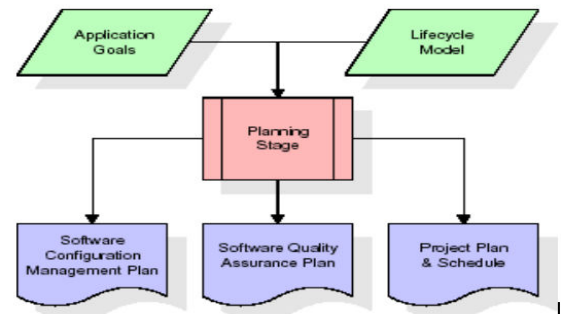 Application
Goals
Lifecycle
Model
Planning
Stage
Software
Configuration
Management Plan
Software Quality
Assurance Plan
Project Plan
& Schedule